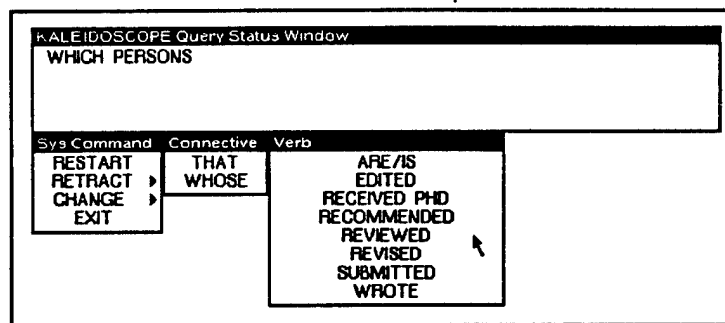 KALEIDOSCOPE Query Status Window
WHICH PERSONS
Sys Command Connective Verb
RESTART THAT ARE/IS
RETRACT WHOSE EDITED
CHANGE RECEIVED PHD
EXIT RECOMMENDED
REVIEWED
REVISED
SUBMITTED
WROTE